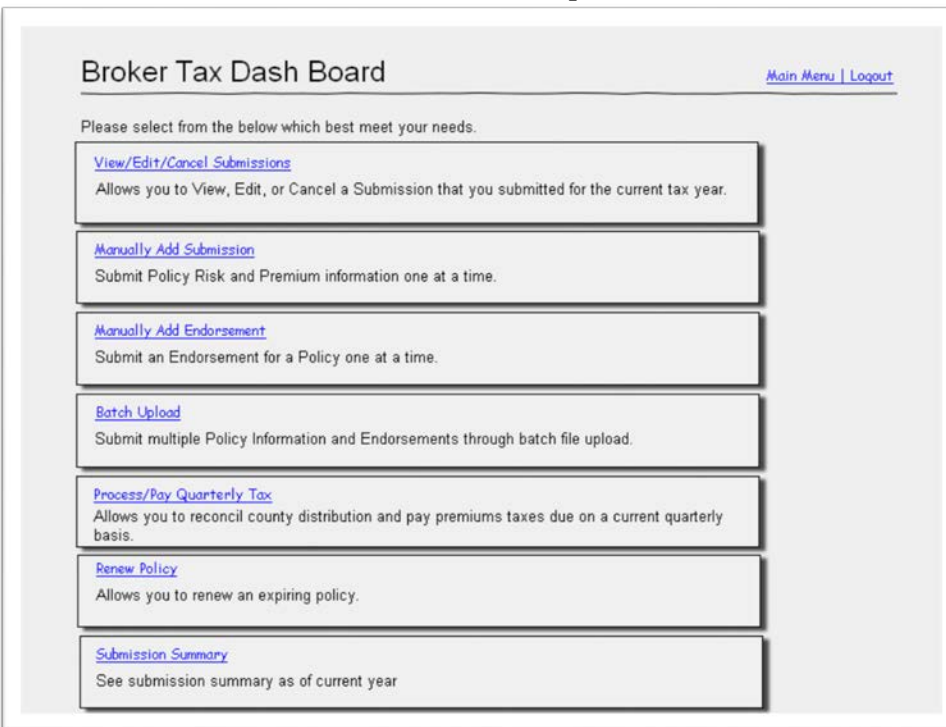 Broker Tax Dash Board
Main Menu | Logout
Please select from the below which best meet your needs.
View/Edit/Cancel Submissions
Allows you to View, Edit, or Cancel a Submission that you submitted for the current tax year.
Manually Add Submission
Submit Policy Risk and Premium information one at a time.
Manually Add Endorsement
Submit an Endorsement for a Policy one at a time.
Batch Upload
Submit multiple Policy Information and Endorsements through batch file upload.
Process/Pay Quarterly Tax
Allows you to reconcil county distribution and pay premiums taxes due on a current quarterly
basis.
Renew Policy
Allows you to renew an expiring policy.
Submission Summary
See submission summary as of current year